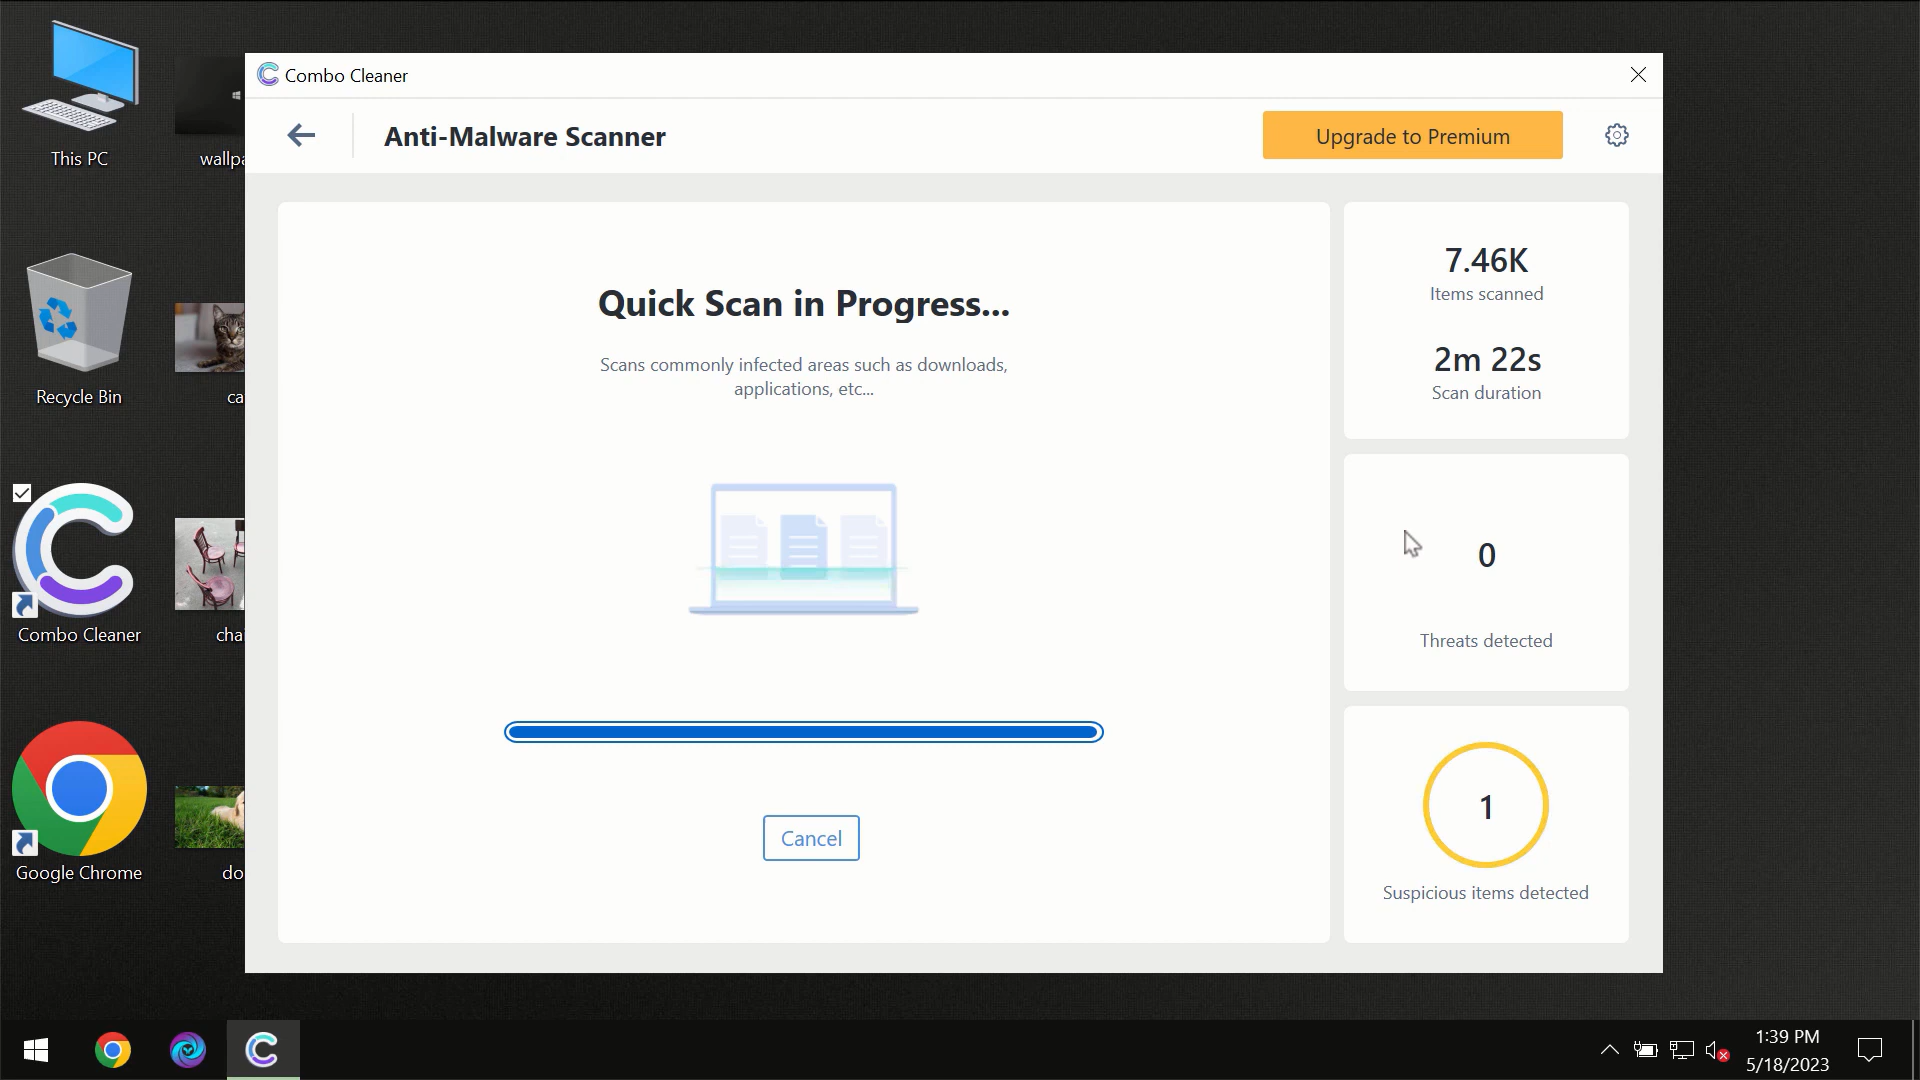 This PC
wallpa
Recycle Bin
ca
Combo Cleaner
chai
Google Chrome
do
Combo Cleaner
Anti-Malware Scanner
Upgrade to Premium
Quick Scan in Progress...
Scans commonly infected areas such as downloads,
applications, etc...
Cancel
7.46K
Items scanned
2m 22s
Scan duration
0
Threats detected
1
Suspicious items detected
1:39 PM
5/18/2023